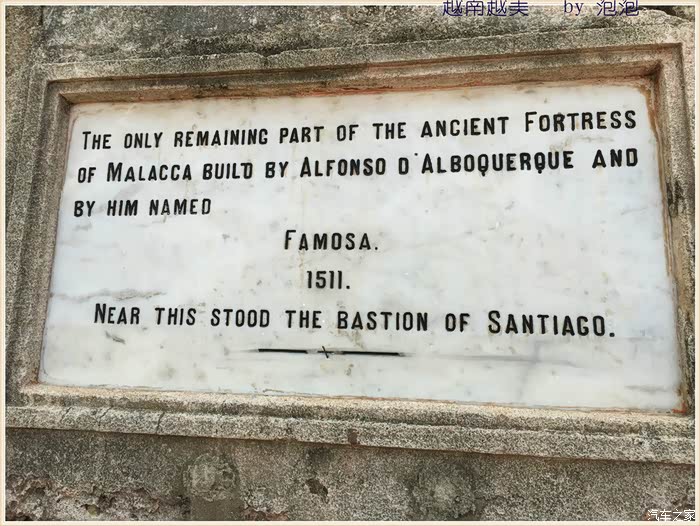 越南越美 by 泡泡
THE ONLY REMAINING PART OF THE ANCIENT FORTRESS
OF MALACCA BUILD BY ALFONSO D'ALBOQUERQUE AND
BY HIM NAMED
FAMOSA.
1511.
NEAR THIS STOOD THE BASTION OF SANTIAGO.
汽车之家